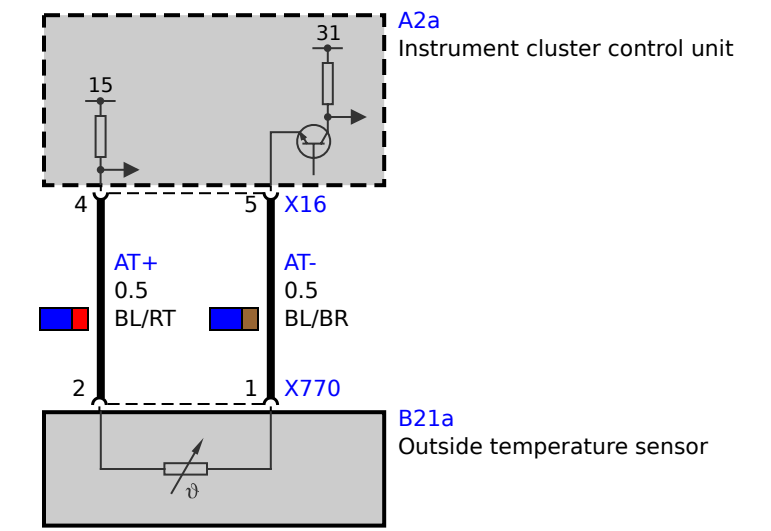 A2a
Instrument cluster control unit
31
15
4
5
X16
AT+
AT-
0.5
0.5
BL/RT
BL/BR
2
1
X770
B21a
Outside temperature sensor
ϑ